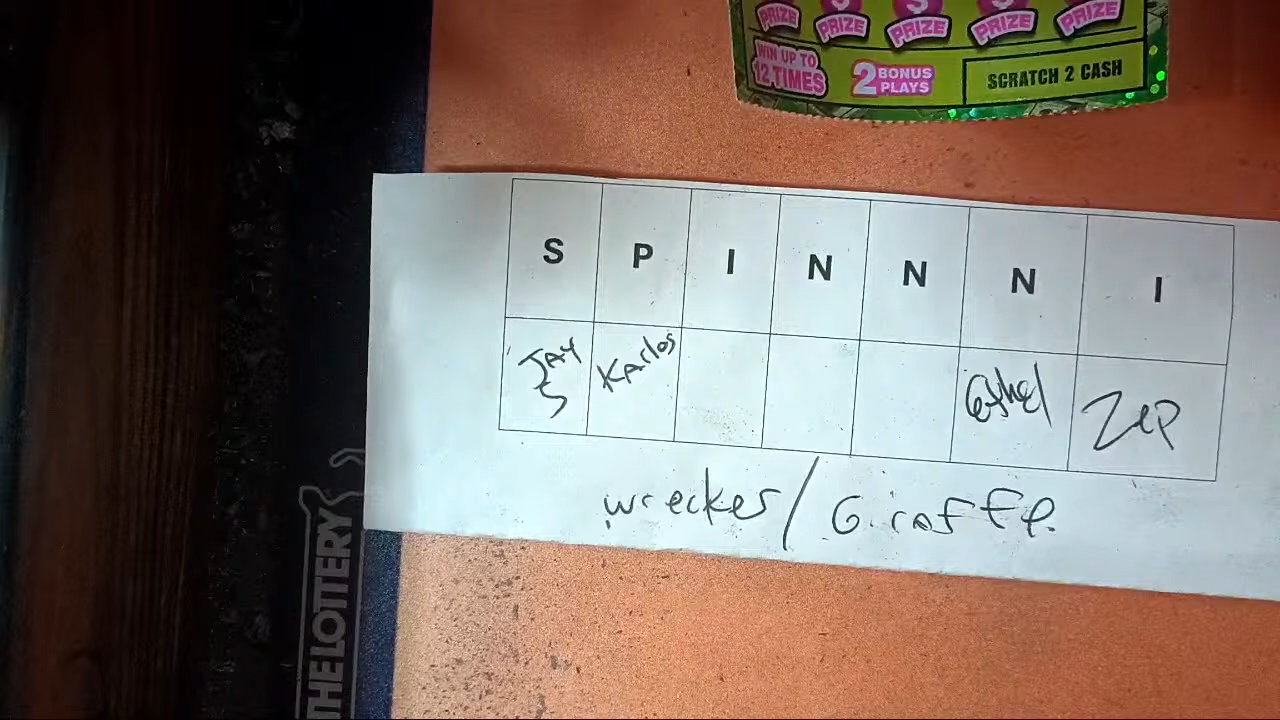 PRIZE $ PRIZE $ PRIZE $ PRIZE PRIZE
WIN UP TO
12 TIMES
2 BONUS
PLAYS
SCRATCH 2 CASH
S P I N N N I
JAY
S
Karlos
Ethel
Zep
wrecker / Giraffe
THE LOTTERY